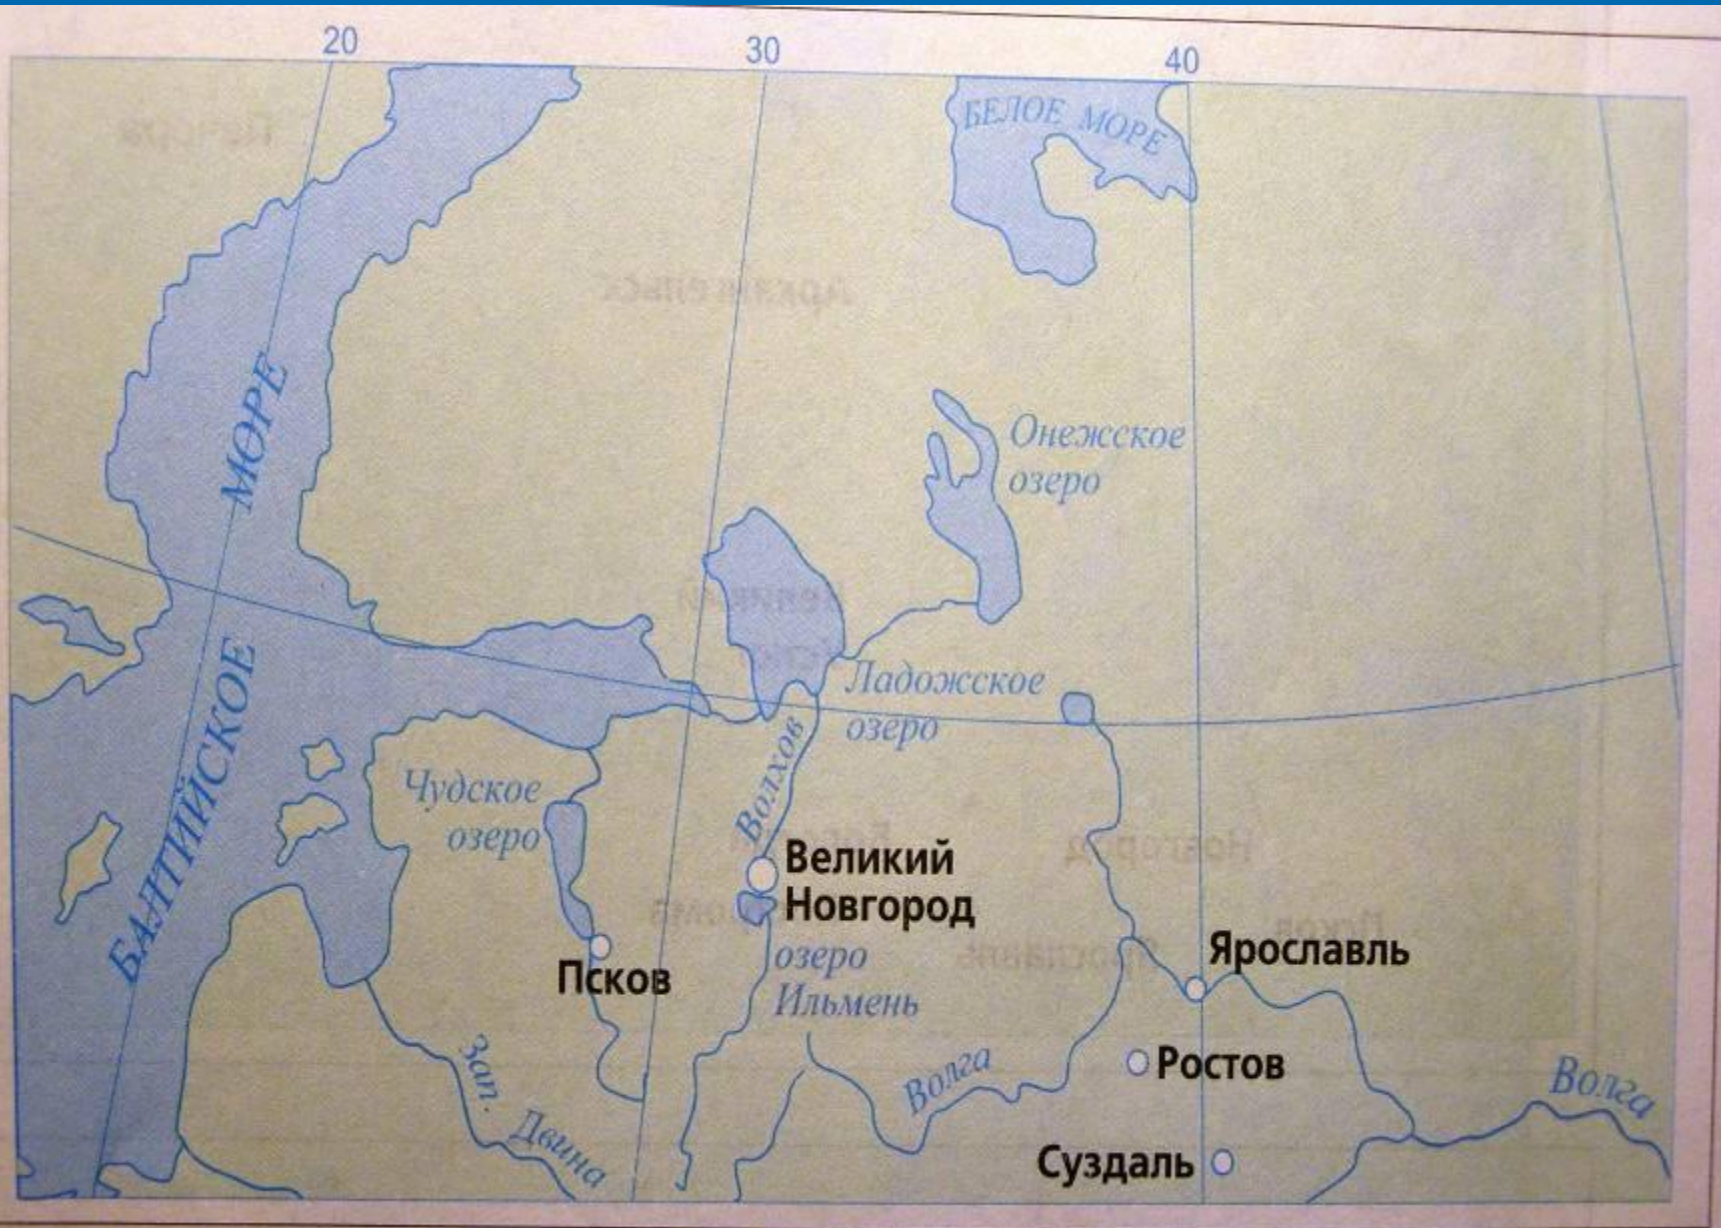 20
30
40
БЕЛОЕ МОРЕ
Онежское
озеро
МОРЕ
БАЛТИЙСКОЕ
Ладожское
озеро
Волхов
Чудское
озеро
Великий
Новгород
озеро
Ильмень
Псков
Ярославль
Ростов
Волга
Волга
Зап.
Двина
Суздаль